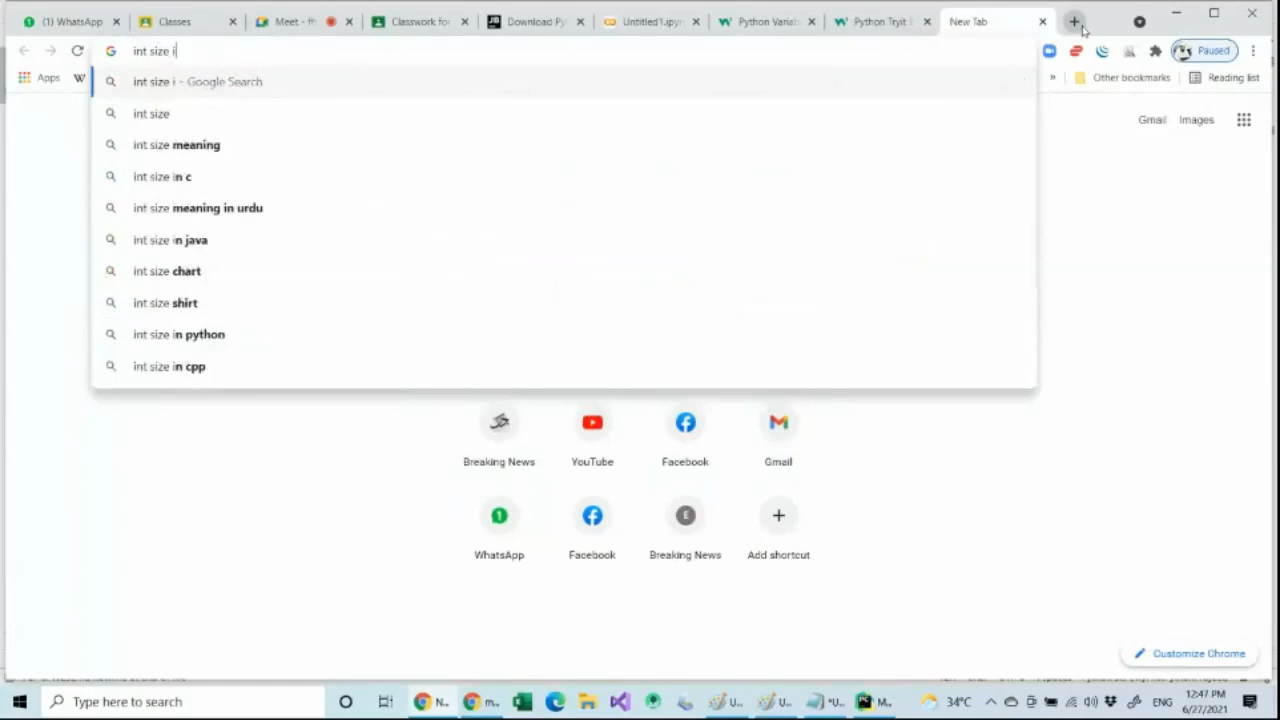 (1) WhatsApp Classes Meet - Classwork for Download Py Untitled1.ipyn Python Variab Python Tryit New Tab
int size i Paused
Apps Other bookmarks Reading list
int size i - Google Search
int size
Gmail Images
int size meaning
int size in c
int size meaning in urdu
int size in java
int size chart
int size shirt
int size in python
int size in cpp
Breaking News YouTube Facebook Gmail
WhatsApp Facebook Breaking News Add shortcut
Customize Chrome
Type here to search 34°C ENG 12:47 PM
6/27/2021